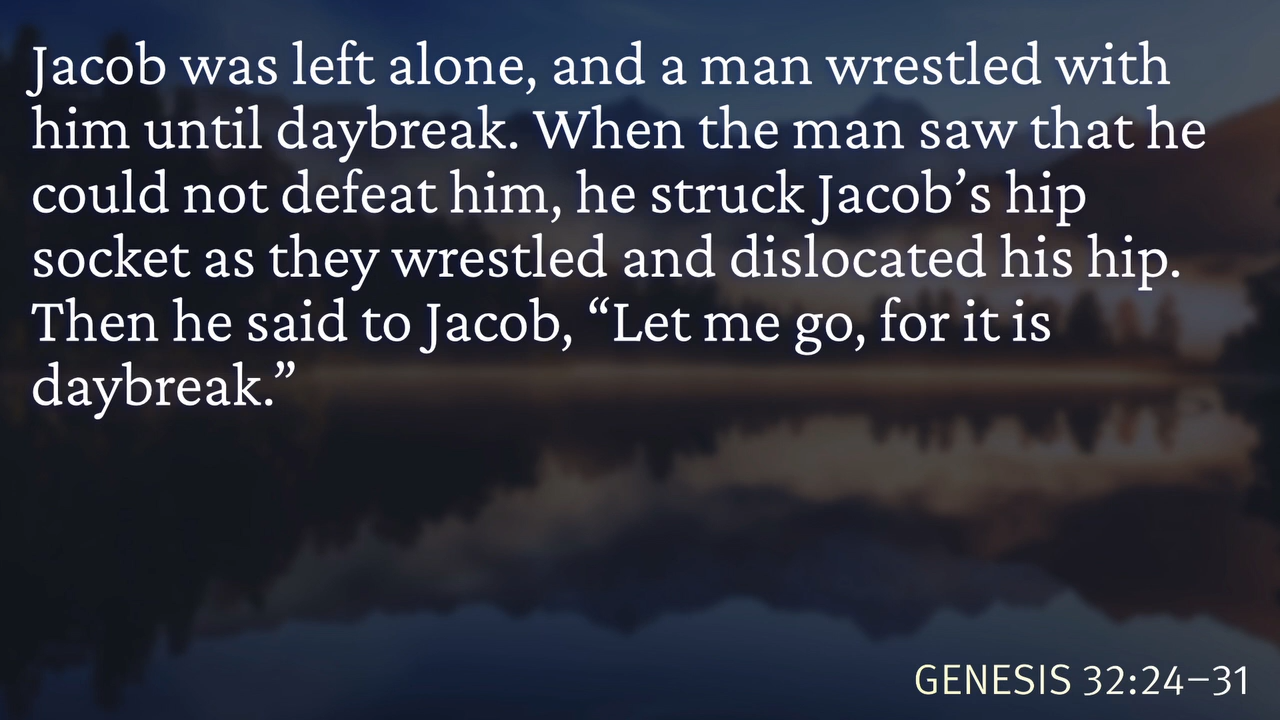 Jacob was left alone, and a man wrestled with
him until daybreak. When the man saw that he
could not defeat him, he struck Jacob’s hip
socket as they wrestled and dislocated his hip.
Then he said to Jacob, “Let me go, for it is
daybreak.”
GENESIS 32:24–31